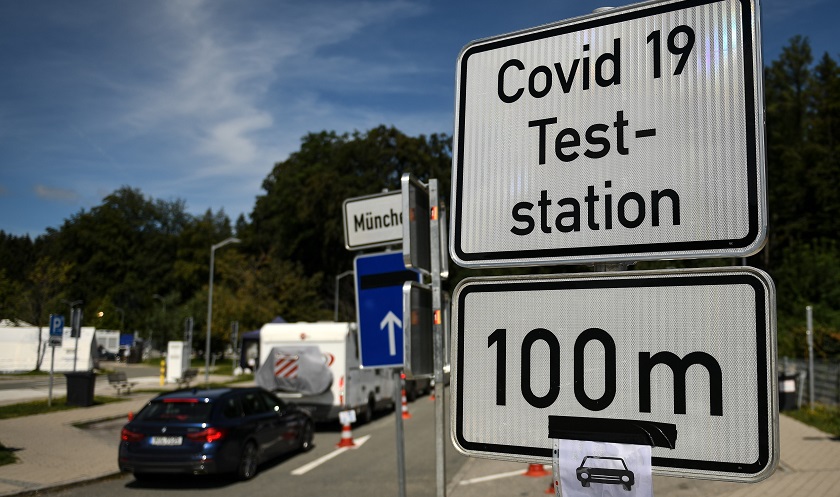 Covid 19
Test-
station
100 m
Münche
P